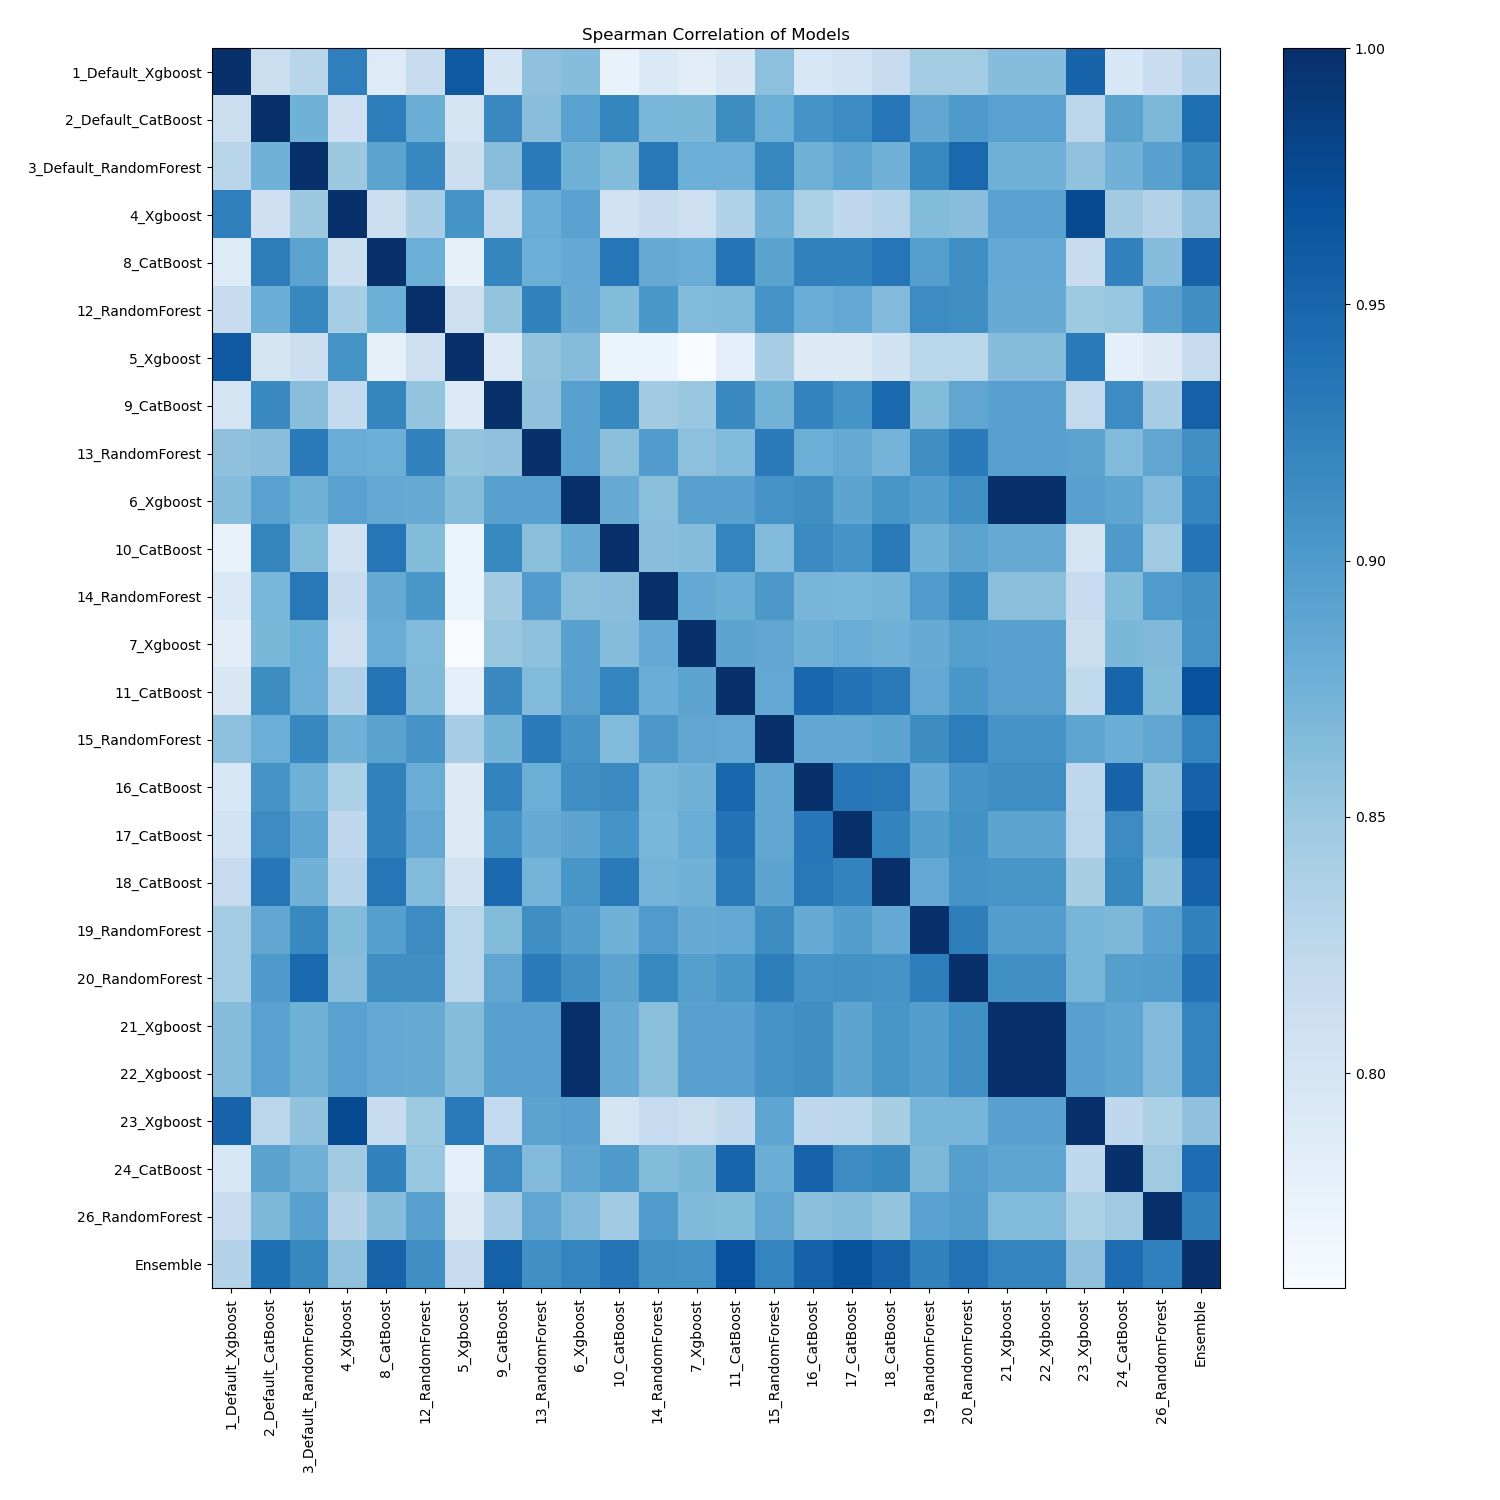 Spearman Correlation of Models
1_Default_Xgboost
2_Default_CatBoost
3_Default_RandomForest
4_Xgboost
8_CatBoost
12_RandomForest
5_Xgboost
9_CatBoost
13_RandomForest
6_Xgboost
10_CatBoost
14_RandomForest
7_Xgboost
11_CatBoost
15_RandomForest
16_CatBoost
17_CatBoost
18_CatBoost
19_RandomForest
20_RandomForest
21_Xgboost
22_Xgboost
23_Xgboost
24_CatBoost
26_RandomForest
Ensemble
1_Default_Xgboost
2_Default_CatBoost
3_Default_RandomForest
4_Xgboost
8_CatBoost
12_RandomForest
5_Xgboost
9_CatBoost
13_RandomForest
6_Xgboost
10_CatBoost
14_RandomForest
7_Xgboost
11_CatBoost
15_RandomForest
16_CatBoost
17_CatBoost
18_CatBoost
19_RandomForest
20_RandomForest
21_Xgboost
22_Xgboost
23_Xgboost
24_CatBoost
26_RandomForest
Ensemble
1.00
0.95
0.90
0.85
0.80